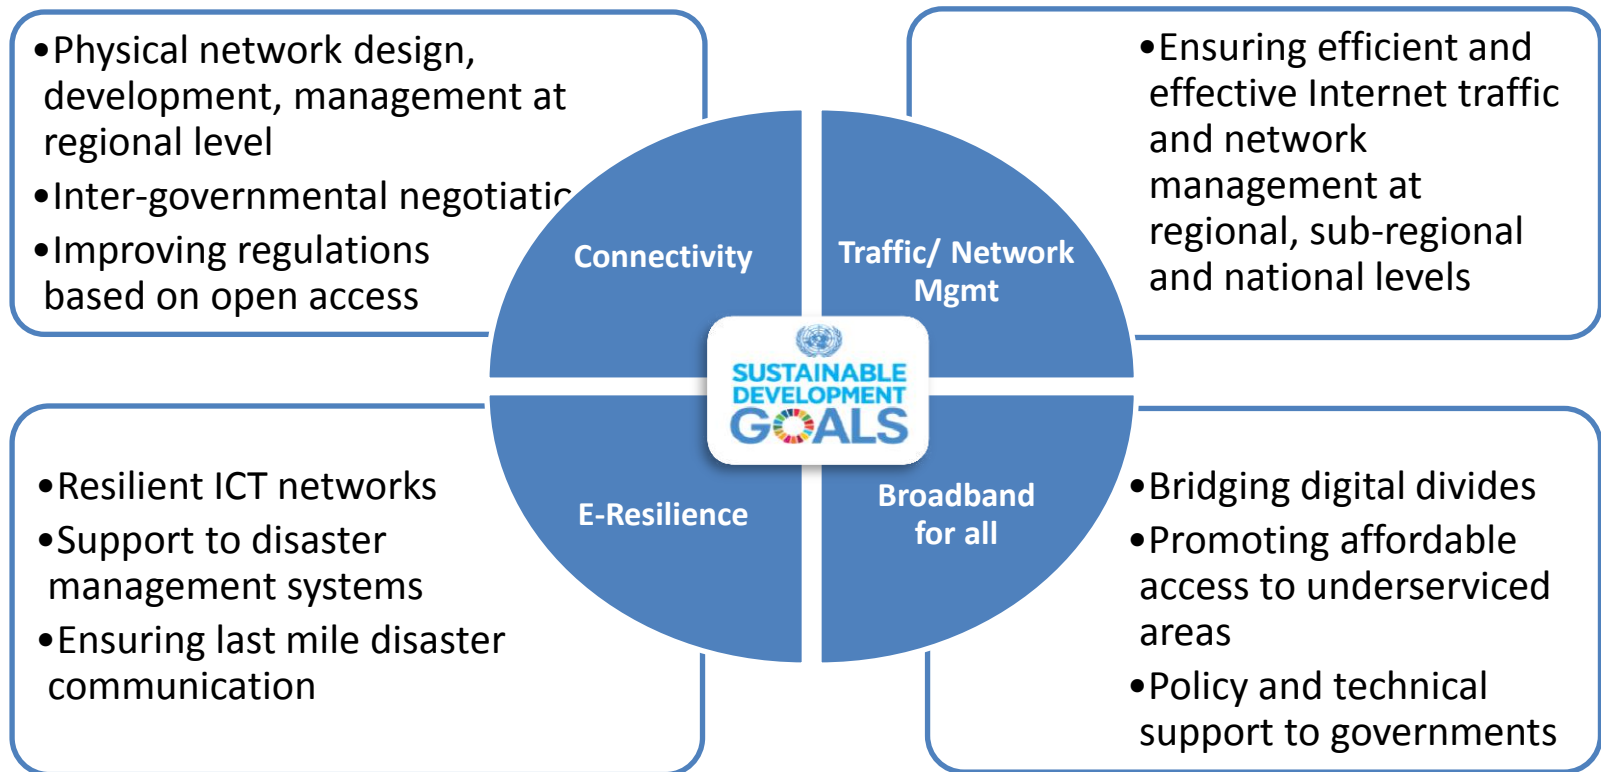 •Physical network design,
development, management at
regional level
•Inter-governmental negotiatio
•Improving regulations
based on open access
•Ensuring efficient and
effective Internet traffic
and network
management at
regional, sub-regional
and national levels
Connectivity
Traffic/ Network
Mgmt
SUSTAINABLE
DEVELOPMENT
GOALS
E-Resilience
Broadband
for all
•Resilient ICT networks
•Support to disaster
management systems
•Ensuring last mile disaster
communication
•Bridging digital divides
•Promoting affordable
access to underserviced
areas
•Policy and technical
support to governments